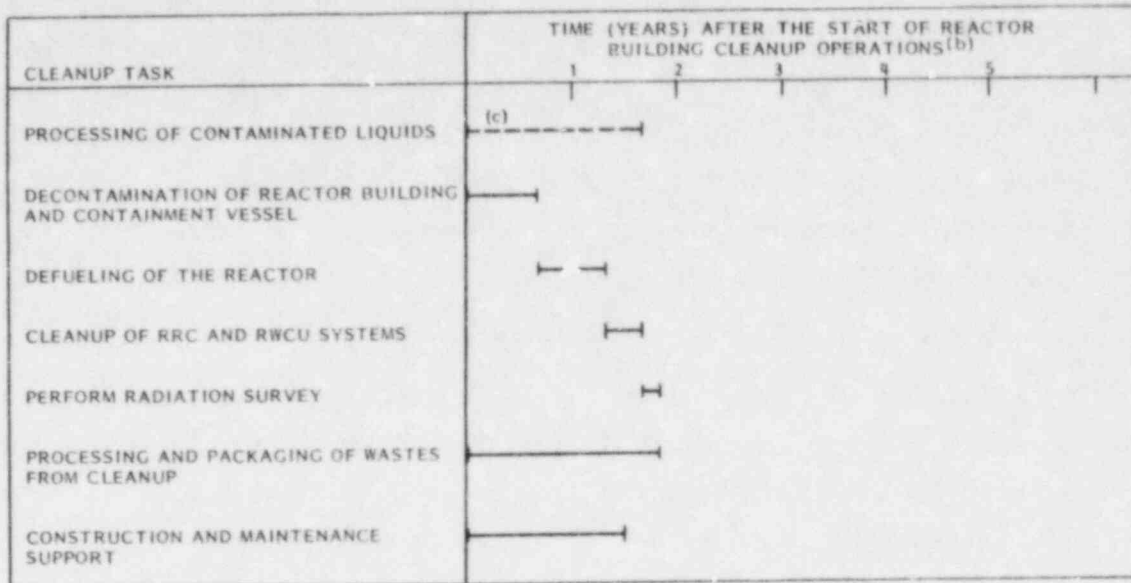 TIME (YEARS) AFTER THE START OF REACTOR
BUILDING CLEANUP OPERATIONS(b)
CLEANUP TASK
1 2 3 4 5
(c)
PROCESSING OF CONTAMINATED LIQUIDS
DECONTAMINATION OF REACTOR BUILDING
AND CONTAINMENT VESSEL
DEFUELING OF THE REACTOR
CLEANUP OF RRC AND RWCU SYSTEMS
PERFORM RADIATION SURVEY
PROCESSING AND PACKAGING OF WASTES
FROM CLEANUP
CONSTRUCTION AND MAINTENANCE
SUPPORT